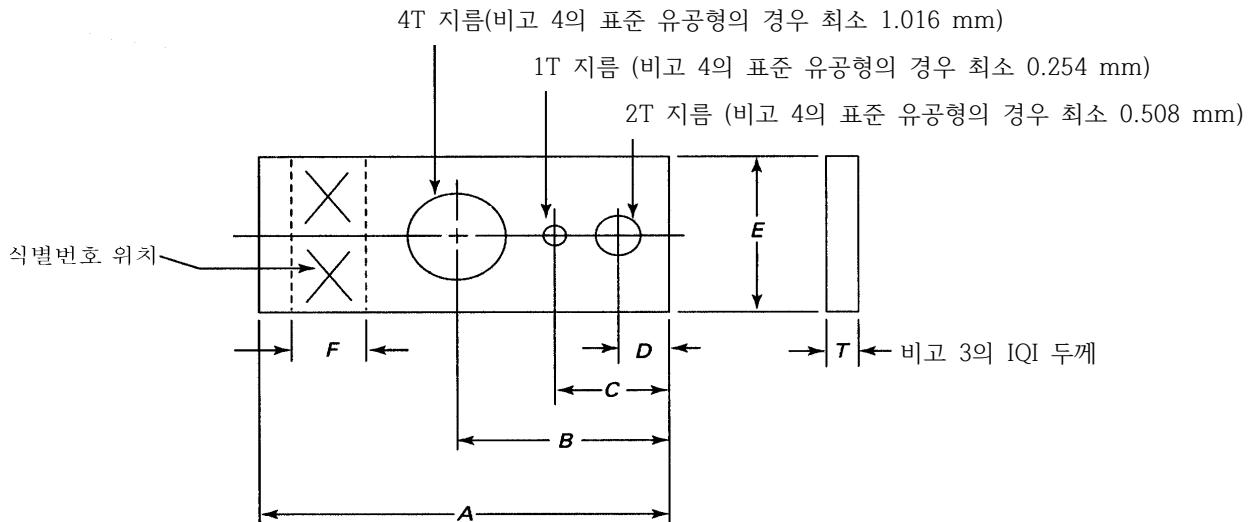 4T 지름(비고 4의 표준 유공형의 경우 최소 1.016 mm)
1T 지름 (비고 4의 표준 유공형의 경우 최소 0.254 mm)
2T 지름 (비고 4의 표준 유공형의 경우 최소 0.508 mm)
E
식별번호 위치
F
D
T
비고 3의 IQI 두께
C
B
A